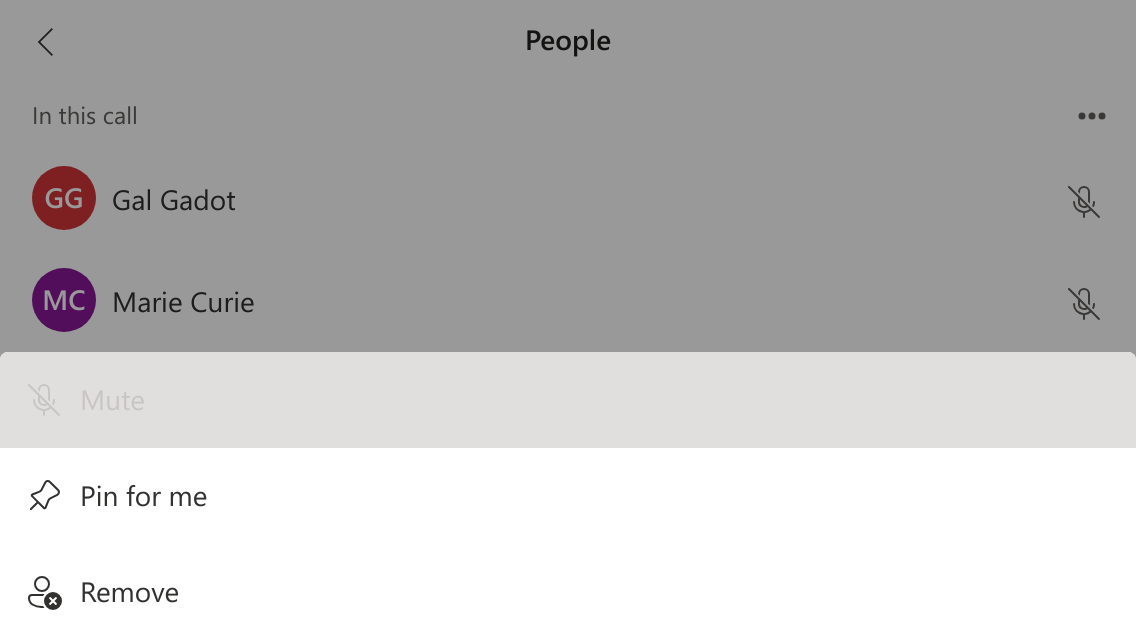 People
In this call
GG Gal Gadot
MC Marie Curie
Mute
Pin for me
Remove